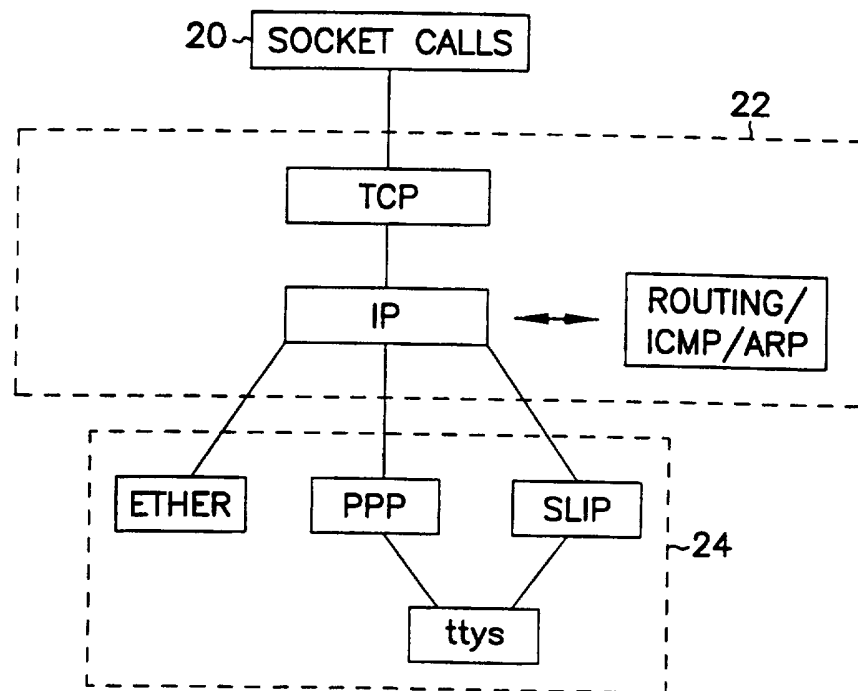 20
SOCKET CALLS
22
TCP
IP
ROUTING/
ICMP/ARP
ETHER
PPP
SLIP
24
ttys